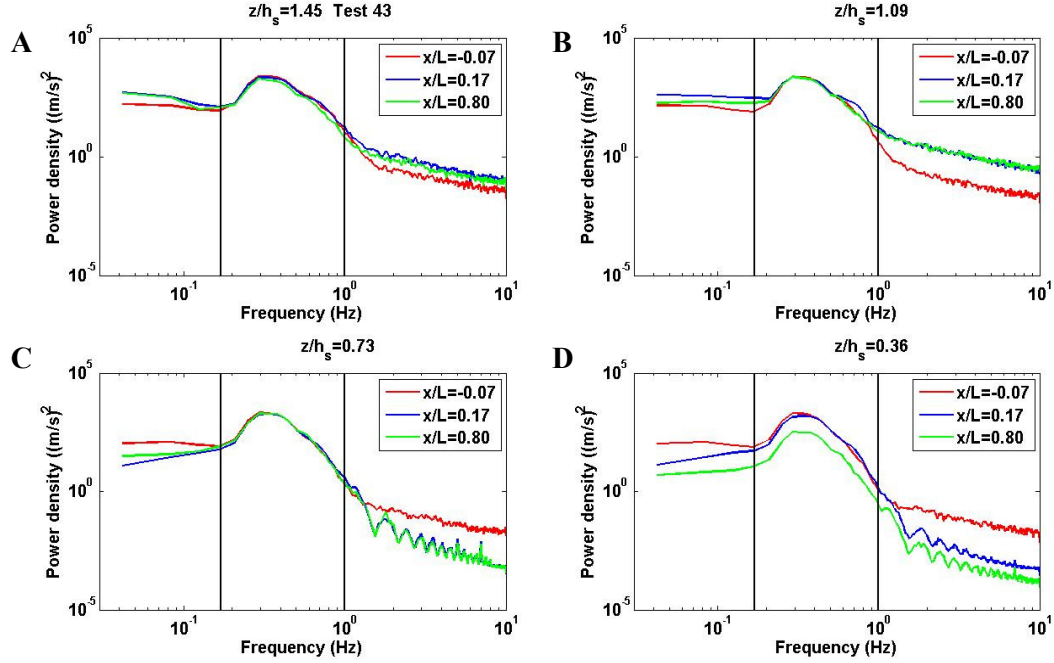 z/hs=1.45 Test 43
A
10^5
10^0
10^-5
Power density ((m/s)^2
x/L=-0.07
x/L=0.17
x/L=0.80
10^-1
10^0
10^1
Frequency (Hz)
z/hs=1.09
B
10^5
10^0
10^-5
Power density ((m/s)^2
x/L=-0.07
x/L=0.17
x/L=0.80
10^-1
10^0
10^1
Frequency (Hz)
z/hs=0.73
C
10^5
10^0
10^-5
Power density ((m/s)^2
x/L=-0.07
x/L=0.17
x/L=0.80
10^-1
10^0
10^1
Frequency (Hz)
z/hs=0.36
D
10^5
10^0
10^-5
Power density ((m/s)^2
x/L=-0.07
x/L=0.17
x/L=0.80
10^-1
10^0
10^1
Frequency (Hz)